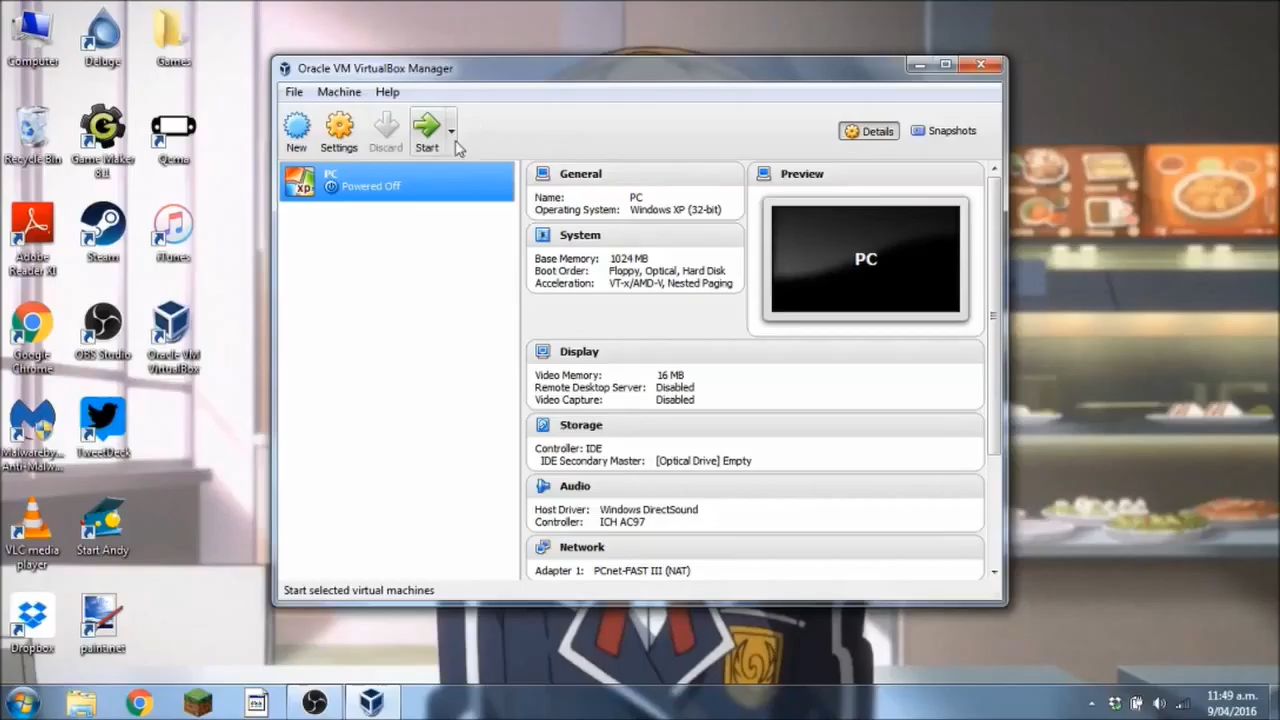 Computer
Deluge
Games
Recycle Bin
Game Maker
8.1
Qcma
Adobe
Reader XI
Steam
iTunes
Google
Chrome
OBS Studio
Oracle VM
VirtualBox
Malwareby...
Anti-Malw...
TweetDeck
VLC media
player
Start Andy
Dropbox
paint.net
Oracle VM VirtualBox Manager
File Machine Help
New Settings Discard Start
Details Snapshots
xp
PC
Powered Off
General
Name: PC
Operating System: Windows XP (32-bit)
System
Base Memory: 1024 MB
Boot Order: Floppy, Optical, Hard Disk
Acceleration: VT-x/AMD-V, Nested Paging
Preview
PC
Display
Video Memory: 16 MB
Remote Desktop Server: Disabled
Video Capture: Disabled
Storage
Controller: IDE
IDE Secondary Master: [Optical Drive] Empty
Audio
Host Driver: Windows DirectSound
Controller: ICH AC97
Network
Adapter 1: PCnet-FAST III (NAT)
Start selected virtual machines
11:49 a.m.
9/04/2016